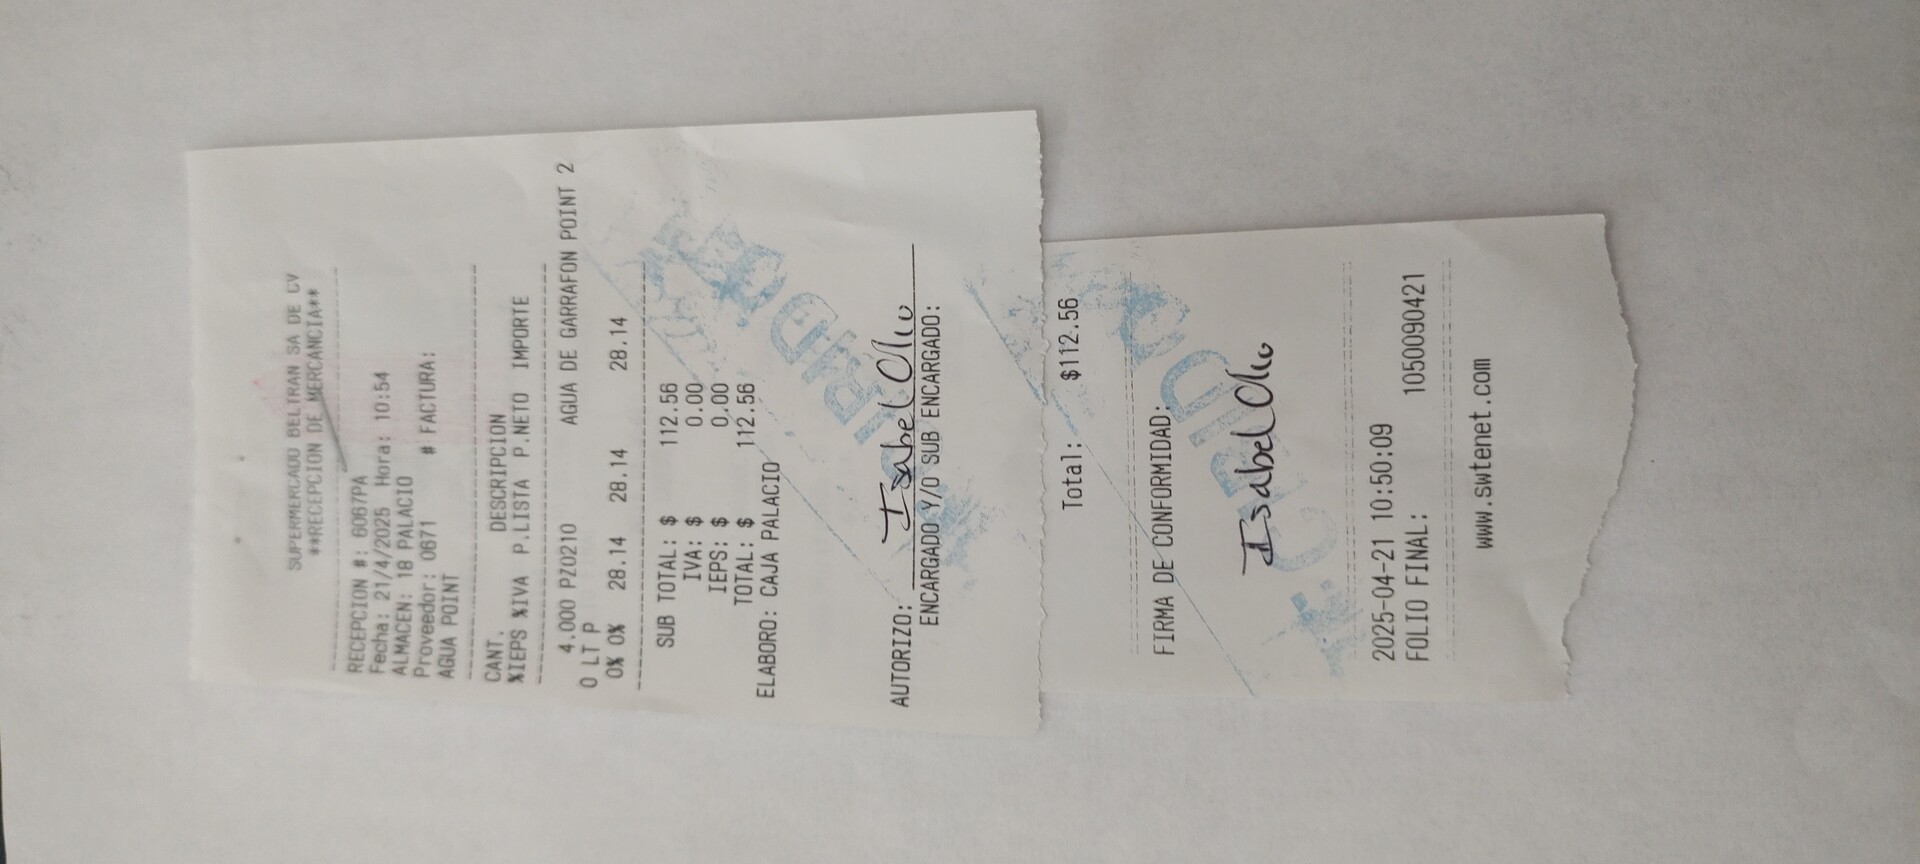 SUPERMERCADO BELTRAN SA DE CV
**RECEPCION DE MERCANCIA**
RECEPCION #: 6067PA
Fecha: 21/4/2025 Hora: 10:54
ALMACEN: 18 PALACIO
Proveedor: 0671 # FACTURA:
AGUA POINT
CANT. DESCRIPCION
%IEPS %IVA P.LISTA P.NETO IMPORTE
4.000 PZ0210 AGUA DE GARRAFON POINT 2
0 LT P
0% 0% 28.14 28.14 28.14
SUB TOTAL: $ 112.56
IVA: $ 0.00
IEPS: $ 0.00
TOTAL: $ 112.56
ELABORO: CAJA PALACIO
AUTORIZO: Isabel
ENCARGADO Y/O SUB ENCARGADO:
Total: $112.56
FIRMA DE CONFORMIDAD:
Isabel
2025-04-21 10:50:09
FOLIO FINAL: 1050090421
www.swtenet.com